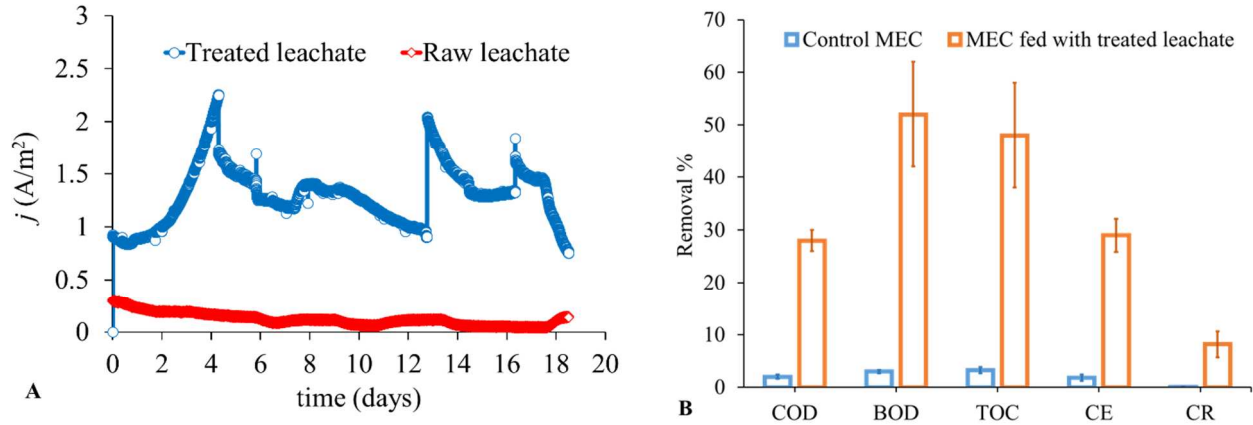 3
2.5
2
1.5
1
0.5
0
j (A/m²)
Treated leachate
Raw leachate
0 2 4 6 8 10 12 14 16 18 20
time (days)
A
70
60
50
40
30
20
10
0
Removal %
Control MEC
MEC fed with treated leachate
COD BOD TOC CE CR
B